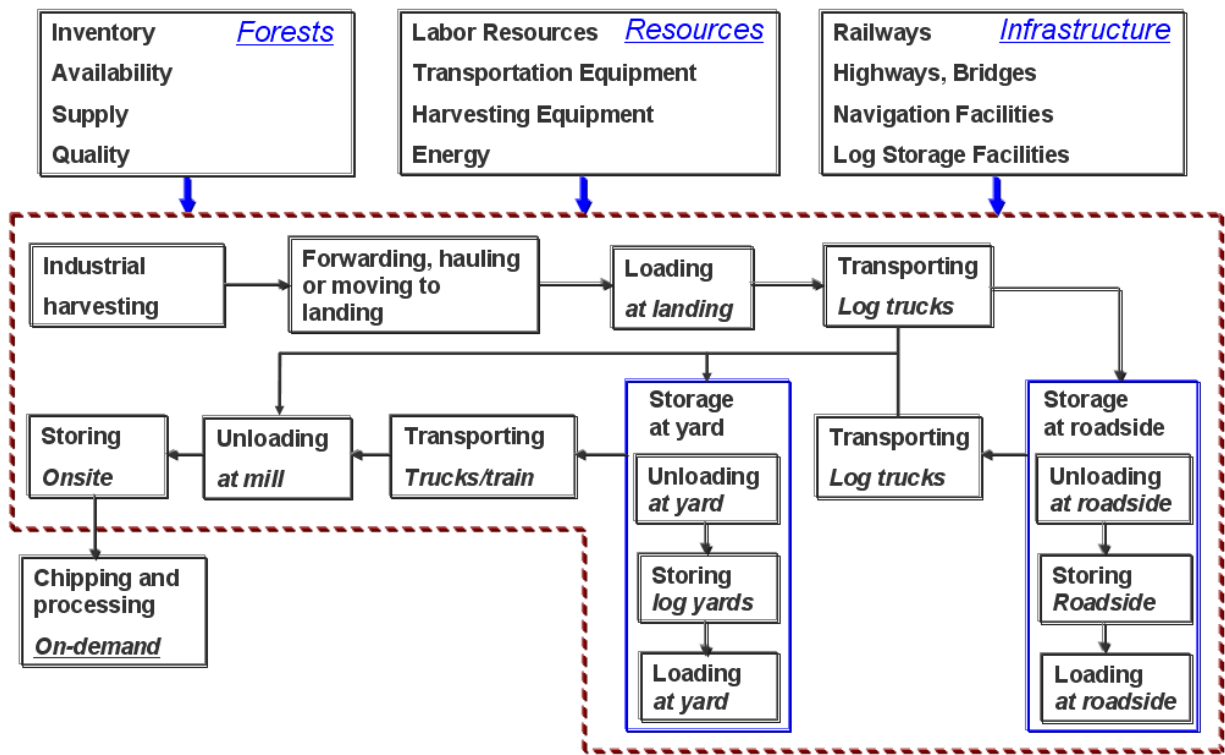 Inventory Forests
Availability
Supply
Quality
Labor Resources Resources
Transportation Equipment
Harvesting Equipment
Energy
Railways Infrastructure
Highways, Bridges
Navigation Facilities
Log Storage Facilities
Industrial
harvesting
Forwarding, hauling
or moving to
landing
Loading
at landing
Transporting
Log trucks
Storage
at roadside
Unloading
at roadside
Storing
Roadside
Loading
at roadside
Transporting
Log trucks
Storage
at yard
Unloading
at yard
Storing
log yards
Loading
at yard
Transporting
Trucks/train
Unloading
at mill
Storing
Onsite
Chipping and
processing
On-demand